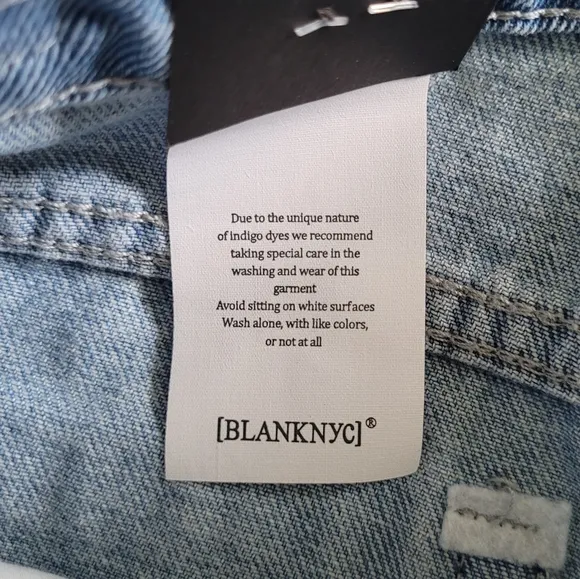 Due to the unique nature
of indigo dyes we recommend
taking special care in the
washing and wear of this
garment
Avoid sitting on white surfaces
Wash alone, with like colors,
or not at all
[BLANKNYC]®